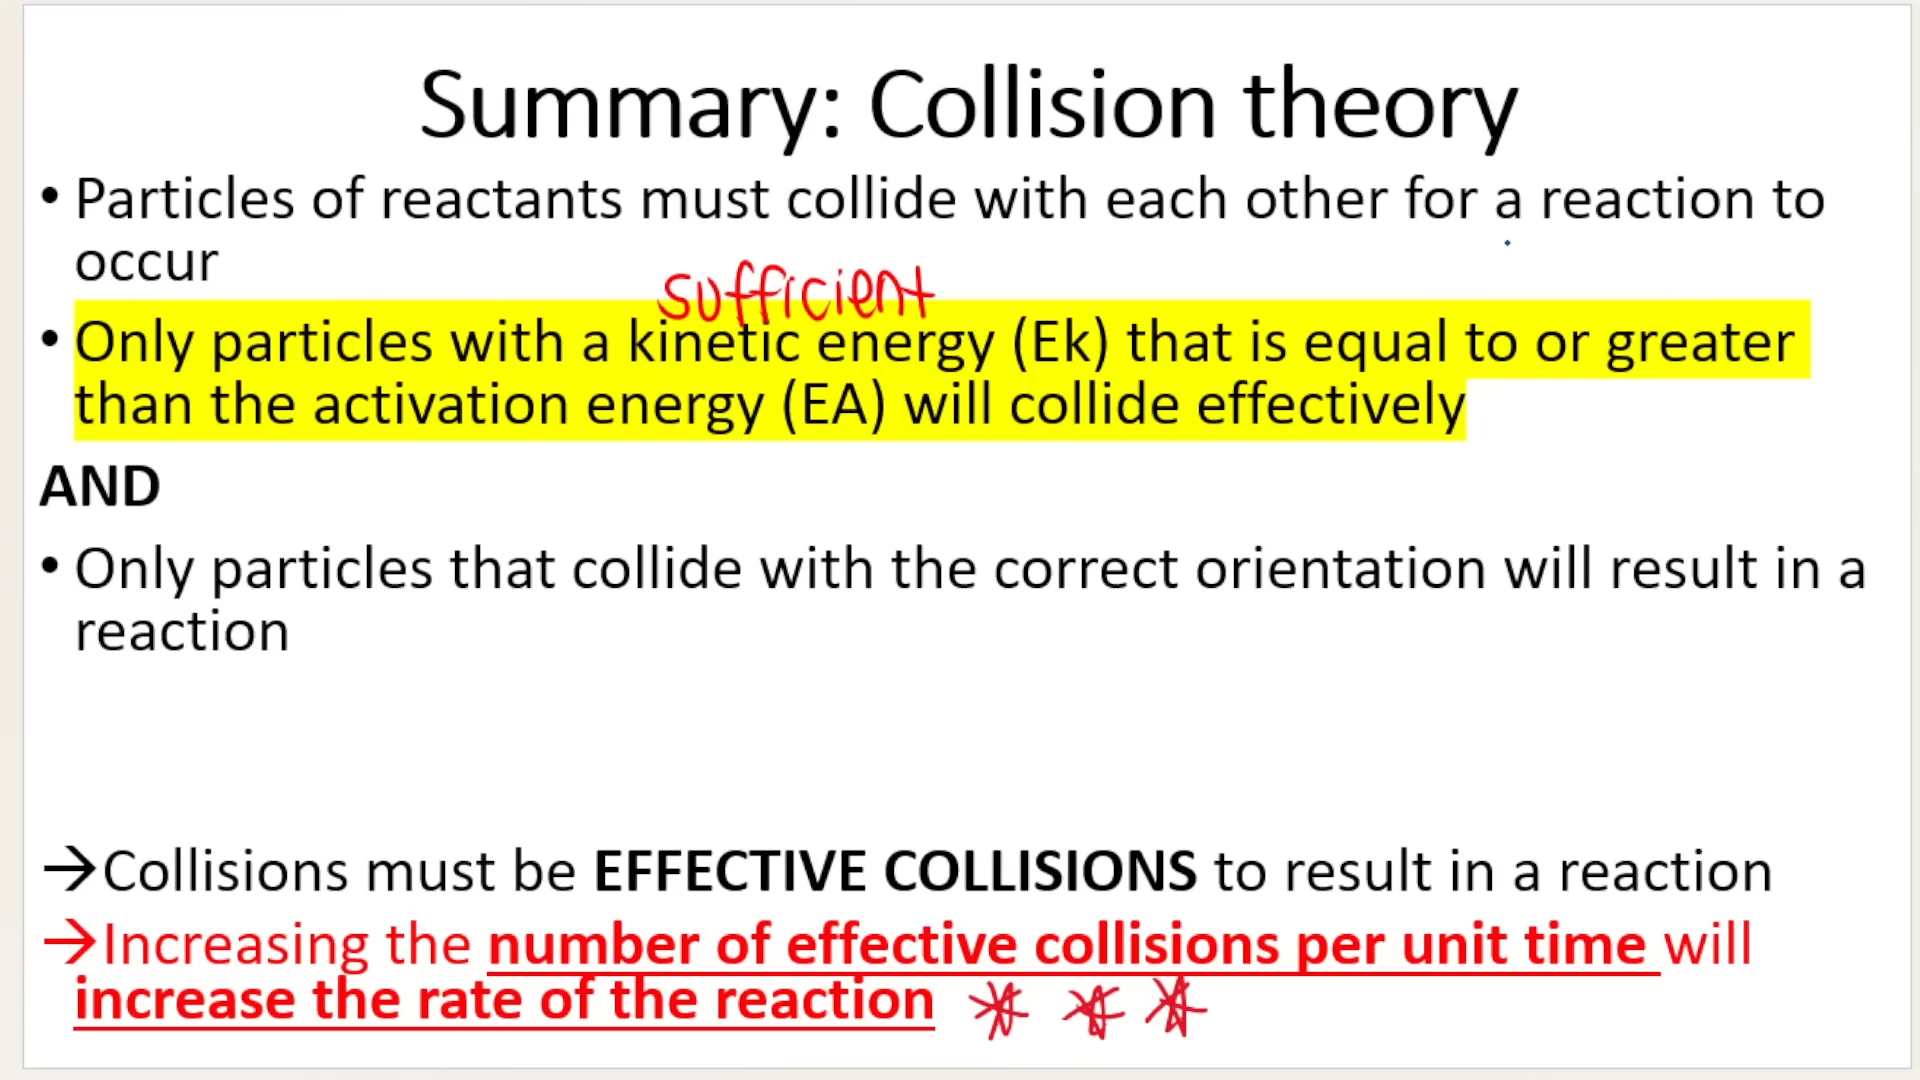 Summary: Collision theory
• Particles of reactants must collide with each other for a reaction to
occur
sufficient
• Only particles with a kinetic energy (Ek) that is equal to or greater
than the activation energy (EA) will collide effectively
AND
• Only particles that collide with the correct orientation will result in a
reaction
→Collisions must be EFFECTIVE COLLISIONS to result in a reaction
→Increasing the number of effective collisions per unit time will
increase the rate of the reaction